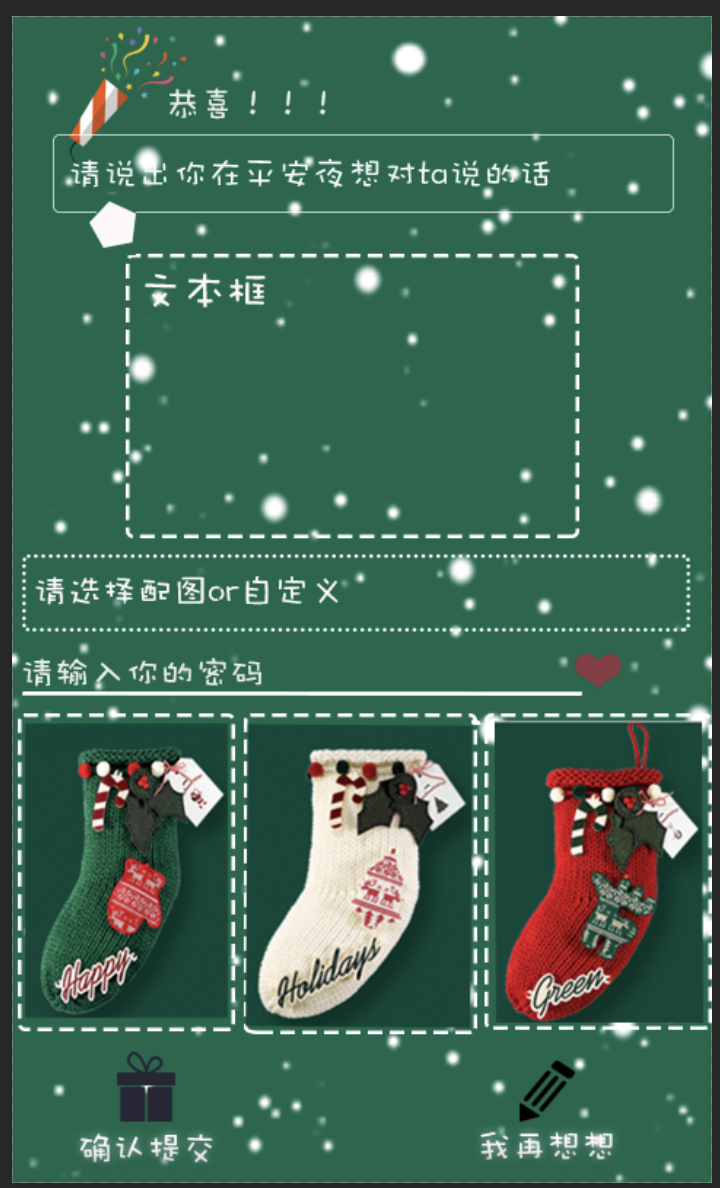 恭喜！！！
请说出你在平安夜想对ta说的话
文本框
请选择配图or自定义
请输入你的密码
Happy
Holidays
Green
确认提交
我再想想